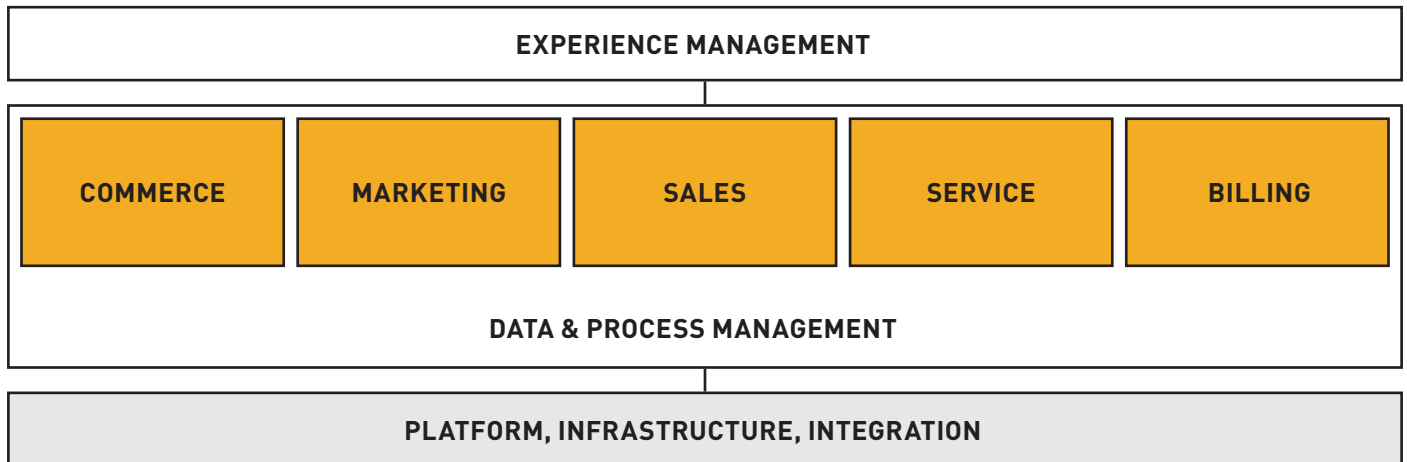 EXPERIENCE MANAGEMENT
COMMERCE
MARKETING
SALES
SERVICE
BILLING
DATA & PROCESS MANAGEMENT
PLATFORM, INFRASTRUCTURE, INTEGRATION